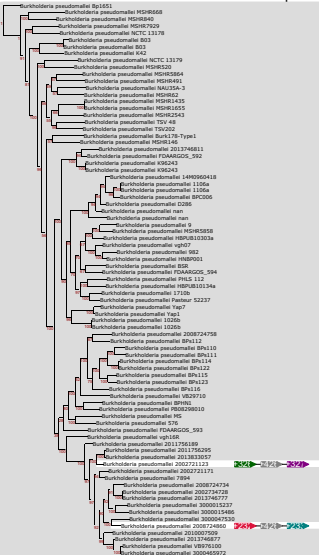 Burkholderia pseudomallei Bp1651
Burkholderia pseudomallei MSHR668
Burkholderia pseudomallei MSHR840
Burkholderia pseudomallei MSHR7929
Burkholderia pseudomallei NCTC 13178
Burkholderia pseudomallei B03
Burkholderia pseudomallei B03
Burkholderia pseudomallei K42
Burkholderia pseudomallei NCTC 13179
Burkholderia pseudomallei MSHR520
Burkholderia pseudomallei MSHR5864
Burkholderia pseudomallei MSHR491
Burkholderia pseudomallei NAU35A-3
Burkholderia pseudomallei MSHR62
Burkholderia pseudomallei MSHR1435
Burkholderia pseudomallei MSHR1655
Burkholderia pseudomallei MSHR2543
Burkholderia pseudomallei TSV 48
Burkholderia pseudomallei TSV202
Burkholderia pseudomallei Burk178-Type1
Burkholderia pseudomallei MSHR146
Burkholderia pseudomallei 2013746811
Burkholderia pseudomallei FDAARGOS_592
Burkholderia pseudomallei K96243
Burkholderia pseudomallei K96243
Burkholderia pseudomallei 14M0960418
Burkholderia pseudomallei 1106a
Burkholderia pseudomallei 1106a
Burkholderia pseudomallei BPC006
Burkholderia pseudomallei D286
Burkholderia pseudomallei nan
Burkholderia pseudomallei nan
Burkholderia pseudomallei 9
Burkholderia pseudomallei MSHR5858
Burkholderia pseudomallei HBPUB10303a
Burkholderia pseudomallei vgh07
Burkholderia pseudomallei 982
Burkholderia pseudomallei HNBP001
Burkholderia pseudomallei BSR
Burkholderia pseudomallei FDAARGOS_594
Burkholderia pseudomallei PHLS 112
Burkholderia pseudomallei HBPUB10134a
Burkholderia pseudomallei 1710b
Burkholderia pseudomallei Pasteur 52237
Burkholderia pseudomallei Yap7
Burkholderia pseudomallei Yap1
Burkholderia pseudomallei 1026b
Burkholderia pseudomallei 1026b
Burkholderia pseudomallei 2008724758
Burkholderia pseudomallei BPs112
Burkholderia pseudomallei BPs110
Burkholderia pseudomallei BPs111
Burkholderia pseudomallei BPs114
Burkholderia pseudomallei BPs122
Burkholderia pseudomallei BPs115
Burkholderia pseudomallei BPs123
Burkholderia pseudomallei BPs116
Burkholderia pseudomallei VB29710
Burkholderia pseudomallei BPHN1
Burkholderia pseudomallei PB08298010
Burkholderia pseudomallei MS
Burkholderia pseudomallei 576
Burkholderia pseudomallei FDAARGOS_593
Burkholderia pseudomallei vgh16R
Burkholderia pseudomallei 2011756189
Burkholderia pseudomallei 2011756295
Burkholderia pseudomallei 2013833057
Burkholderia pseudomallei 2002721123
Burkholderia pseudomallei 2002721171
Burkholderia pseudomallei 7894
Burkholderia pseudomallei 2008724734
Burkholderia pseudomallei 2002734728
Burkholderia pseudomallei 2013746777
Burkholderia pseudomallei 3000015237
Burkholderia pseudomallei 3000015486
Burkholderia pseudomallei 3000047530
Burkholderia pseudomallei 2008724860
Burkholderia pseudomallei 2010007509
Burkholderia pseudomallei 2013746877
Burkholderia pseudomallei VB976100
Burkholderia pseudomallei 3000465972